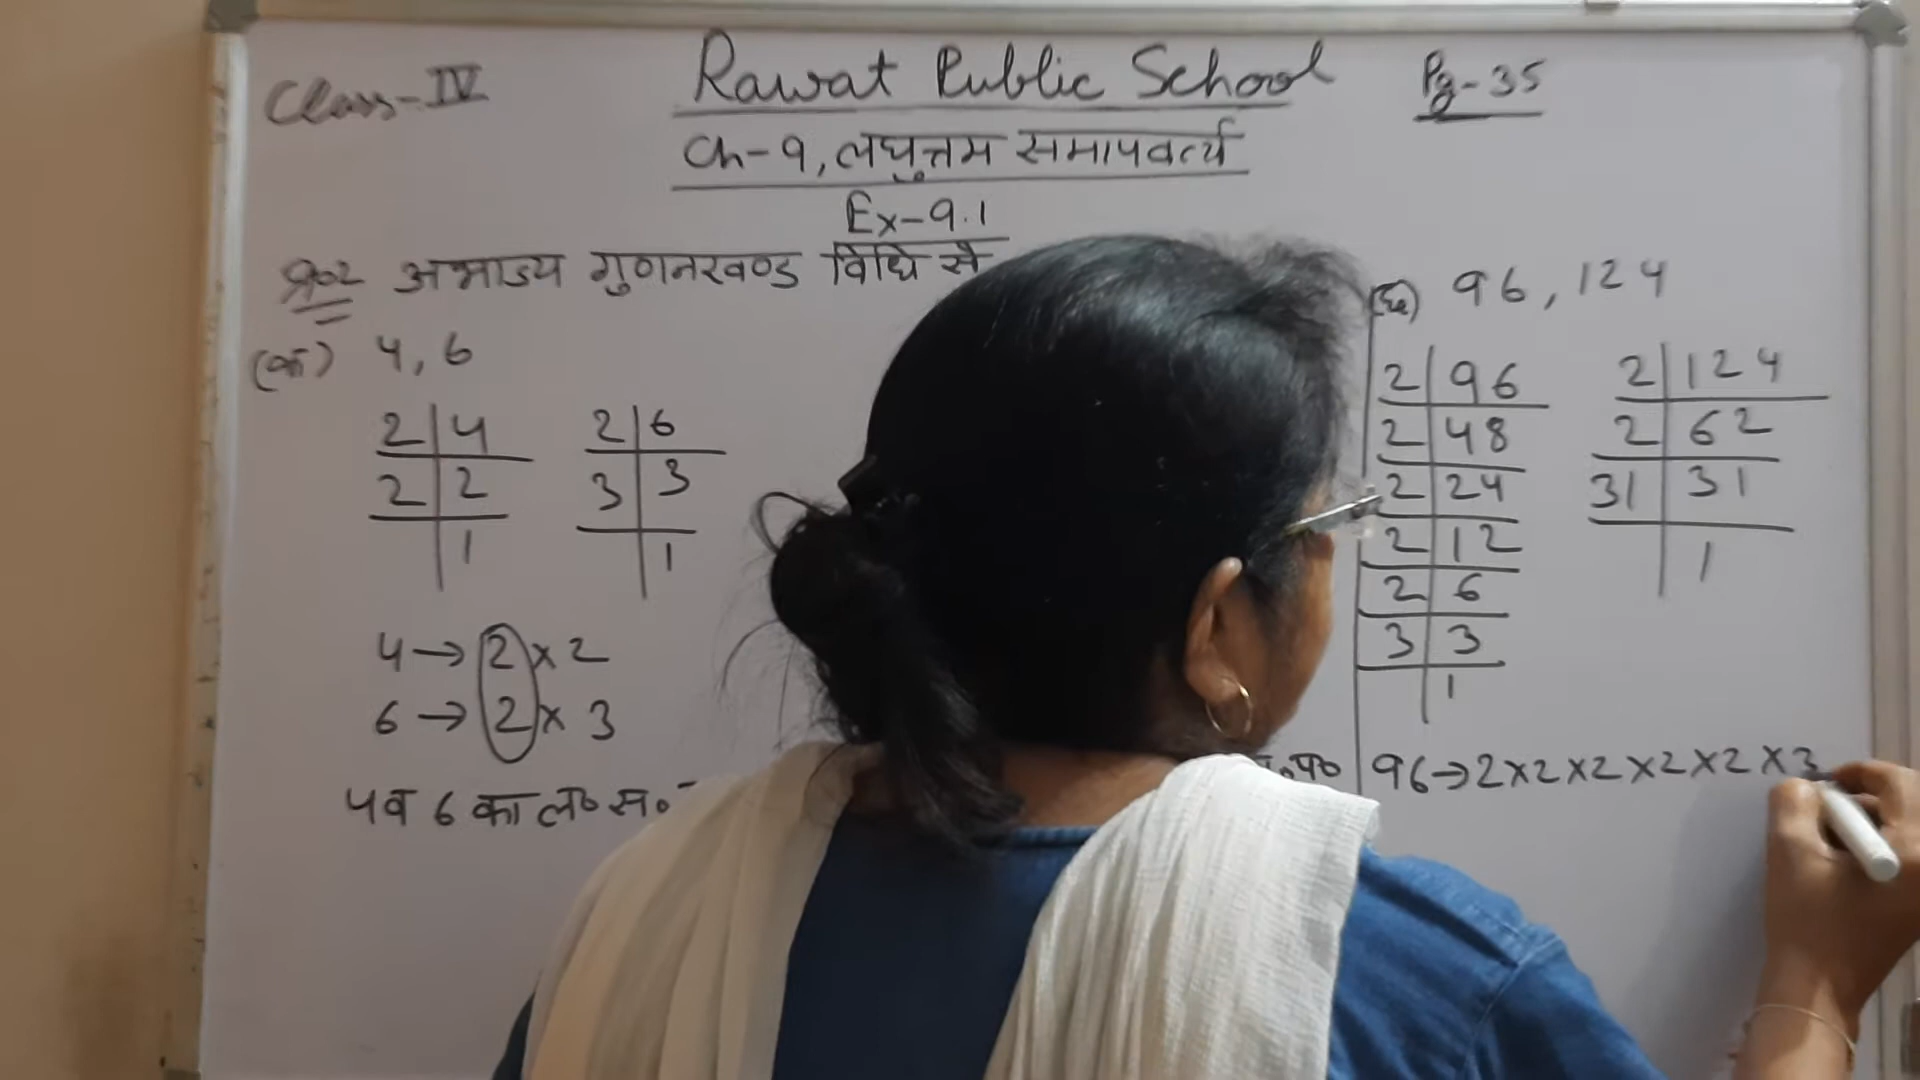 Class-IV
Rawat Public School
Pg-35
Ch-9, लघुत्तम समापवर्त्य
Ex-9.1
प्र०2 अभाज्य गुणनखण्ड विधि से
(क) 4, 6
2 | 4
2 | 2
1
2 | 6
3 | 3
1
4 → 2 × 2
6 → 2 × 3
4 व 6 का ल० स०
96, 124
2 | 96
2 | 48
2 | 24
2 | 12
2 | 6
3 | 3
1
2 | 124
2 | 62
31 | 31
1
96 → 2×2×2×2×2×3